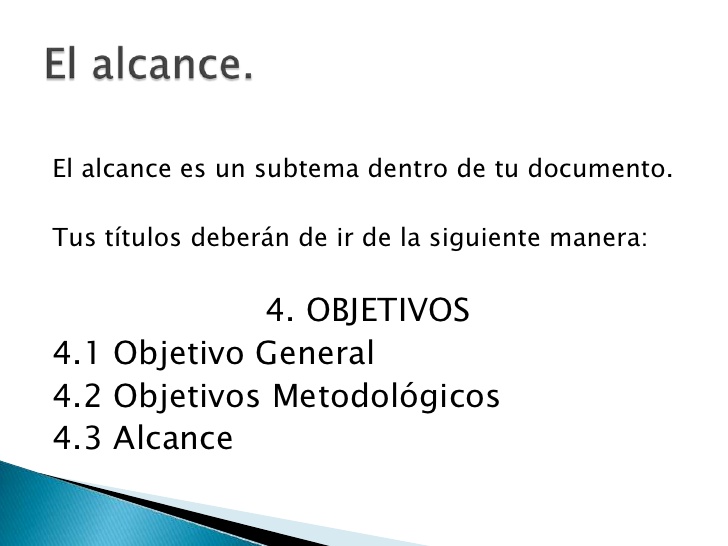 El alcance.
El alcance es un subtema dentro de tu documento.
Tus títulos deberán de ir de la siguiente manera:
4. OBJETIVOS
4.1 Objetivo General
4.2 Objetivos Metodológicos
4.3 Alcance